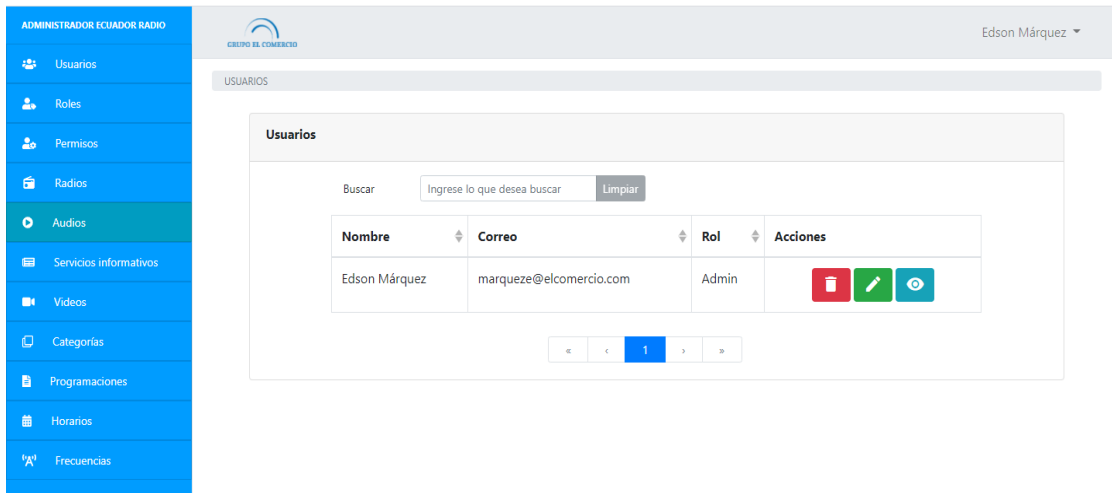 ADMINISTRADOR ECUADOR RADIO
Usuarios
Roles
Permisos
Radios
Audios
Servicios informativos
Videos
Categorías
Programaciones
Horarios
Frecuencias
GRUPO EL COMERCIO
Edson Márquez
USUARIOS
Usuarios
Buscar Ingrese lo que desea buscar Limpiar
Nombre Correo Rol Acciones
Edson Márquez marqueze@elcomercio.com Admin
« ‹ 1 › »